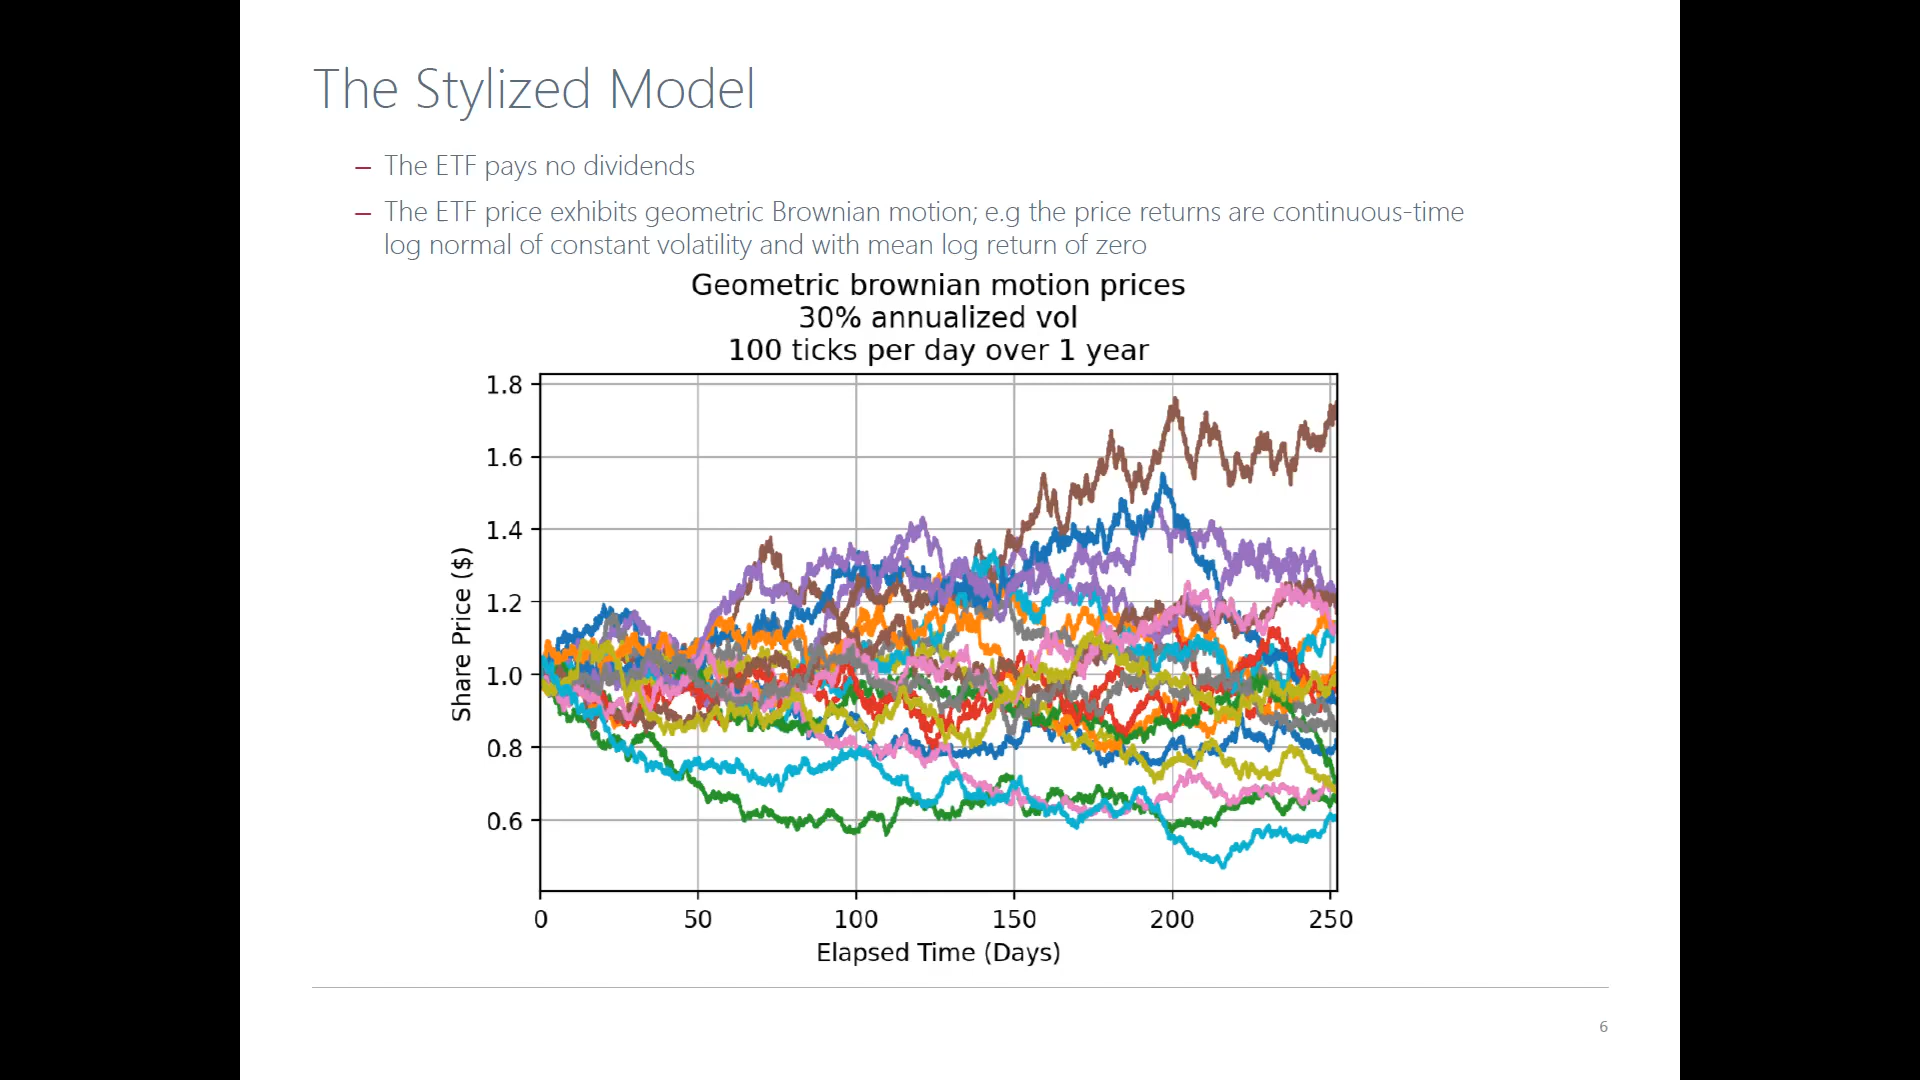 The Stylized Model
– The ETF pays no dividends
– The ETF price exhibits geometric Brownian motion; e.g the price returns are continuous-time
log normal of constant volatility and with mean log return of zero
Geometric brownian motion prices
30% annualized vol
100 ticks per day over 1 year
1.8
1.6
1.4
1.2
1.0
0.8
0.6
Share Price ($)
0 50 100 150 200 250
Elapsed Time (Days)
6